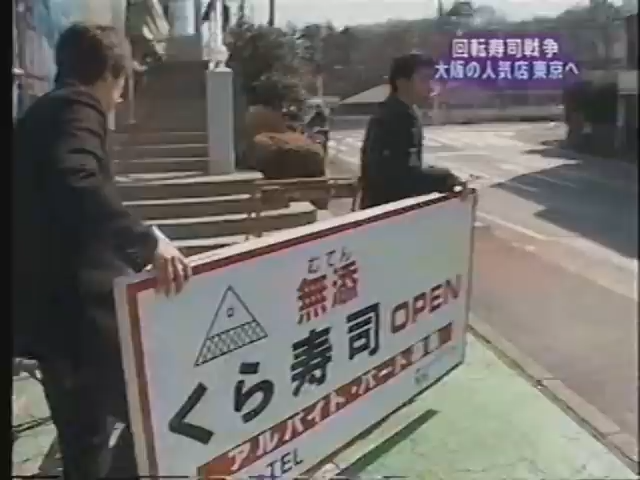 回転寿司戦争
大阪の人気店 東京へ
むてん
無添
くら寿司 OPEN
アルバイト・パート
TEL